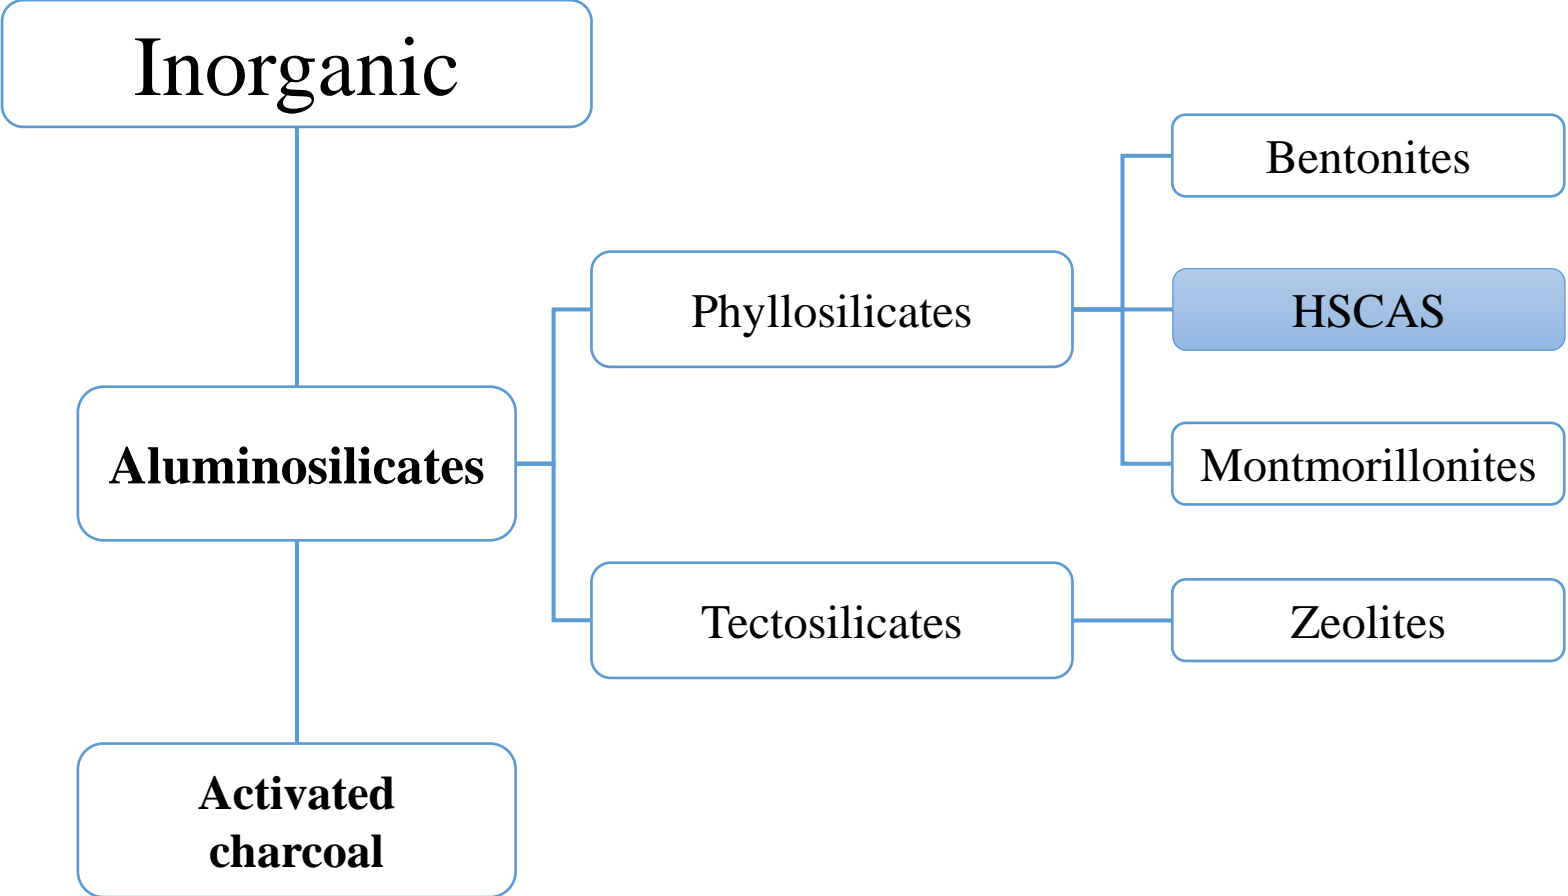 Inorganic
Bentonites
Phyllosilicates
HSCAS
Aluminosilicates
Montmorillonites
Tectosilicates
Zeolites
Activated
charcoal